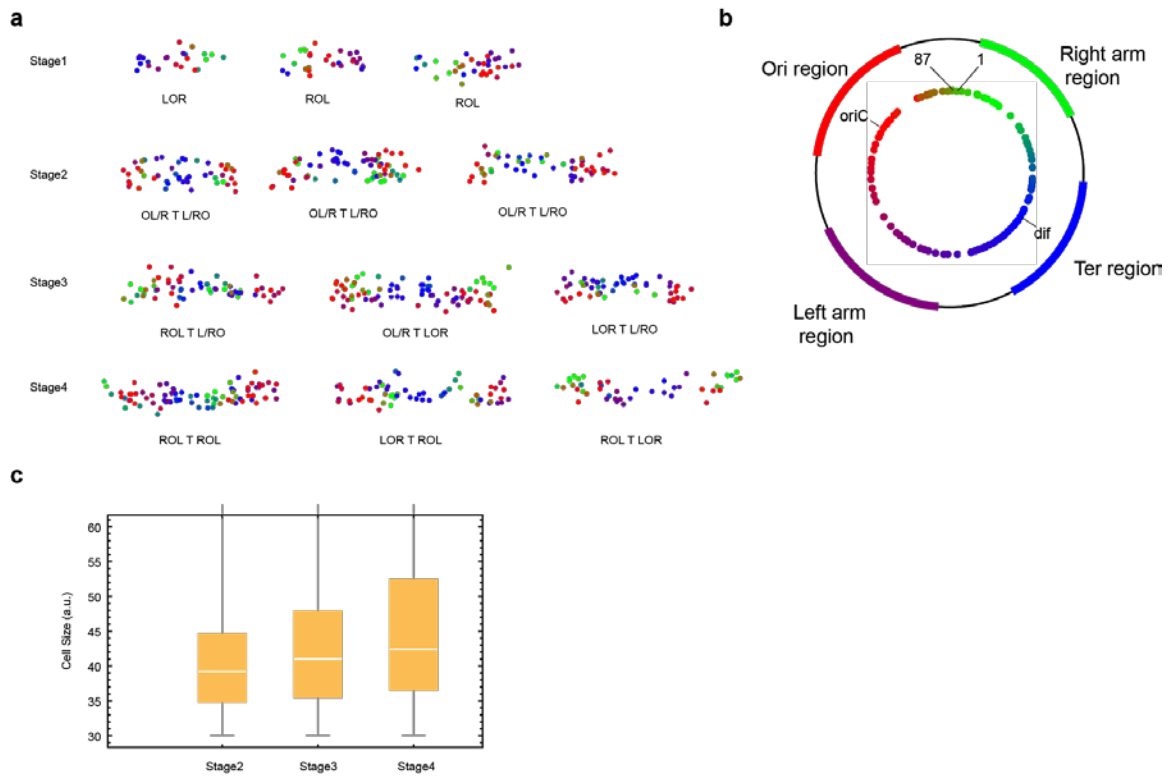 a
Stage1
LOR
ROL
ROL
Stage2
OL/R T L/RO
OL/R T L/RO
OL/R T L/RO
Stage3
ROL T L/RO
OL/R T LOR
LOR T L/RO
Stage4
ROL T ROL
LOR T ROL
ROL T LOR
b
Ori region
Right arm
region
87
1
oriC
dif
Ter region
Left arm
region
c
Cell Size (a.u.)
60
55
50
45
40
35
30
Stage2
Stage3
Stage4